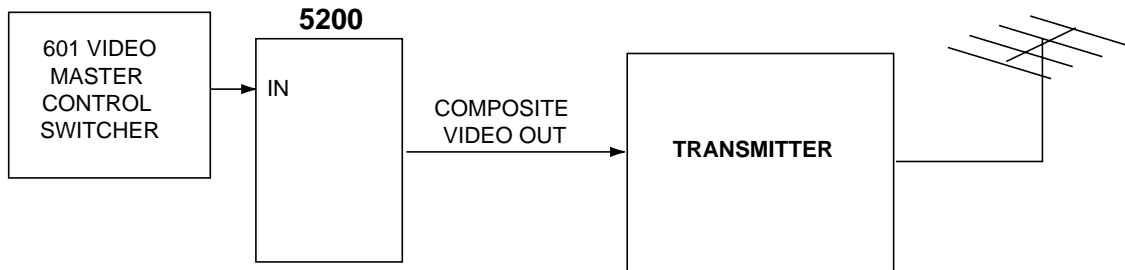 5200
601 VIDEO
MASTER
CONTROL
SWITCHER
IN
COMPOSITE
VIDEO OUT
TRANSMITTER